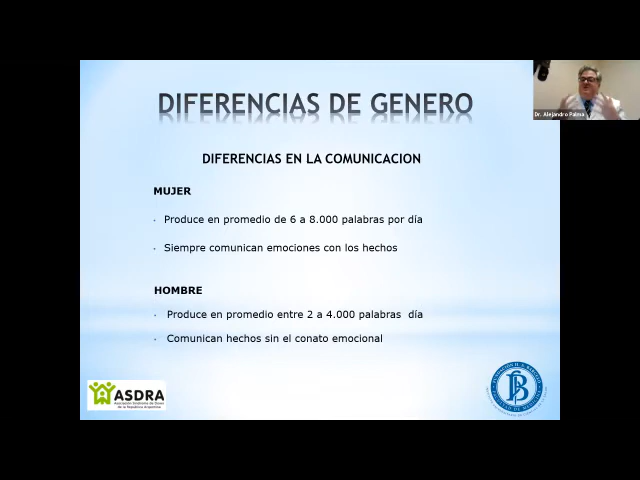 DIFERENCIAS DE GENERO
DIFERENCIAS EN LA COMUNICACION
MUJER
· Produce en promedio de 6 a 8.000 palabras por día
· Siempre comunican emociones con los hechos
HOMBRE
· Produce en promedio entre 2 a 4.000 palabras día
· Comunican hechos sin el conato emocional
Dr. Alejandro Palma
ASDRA
Asociación Síndrome de Down
de la República Argentina